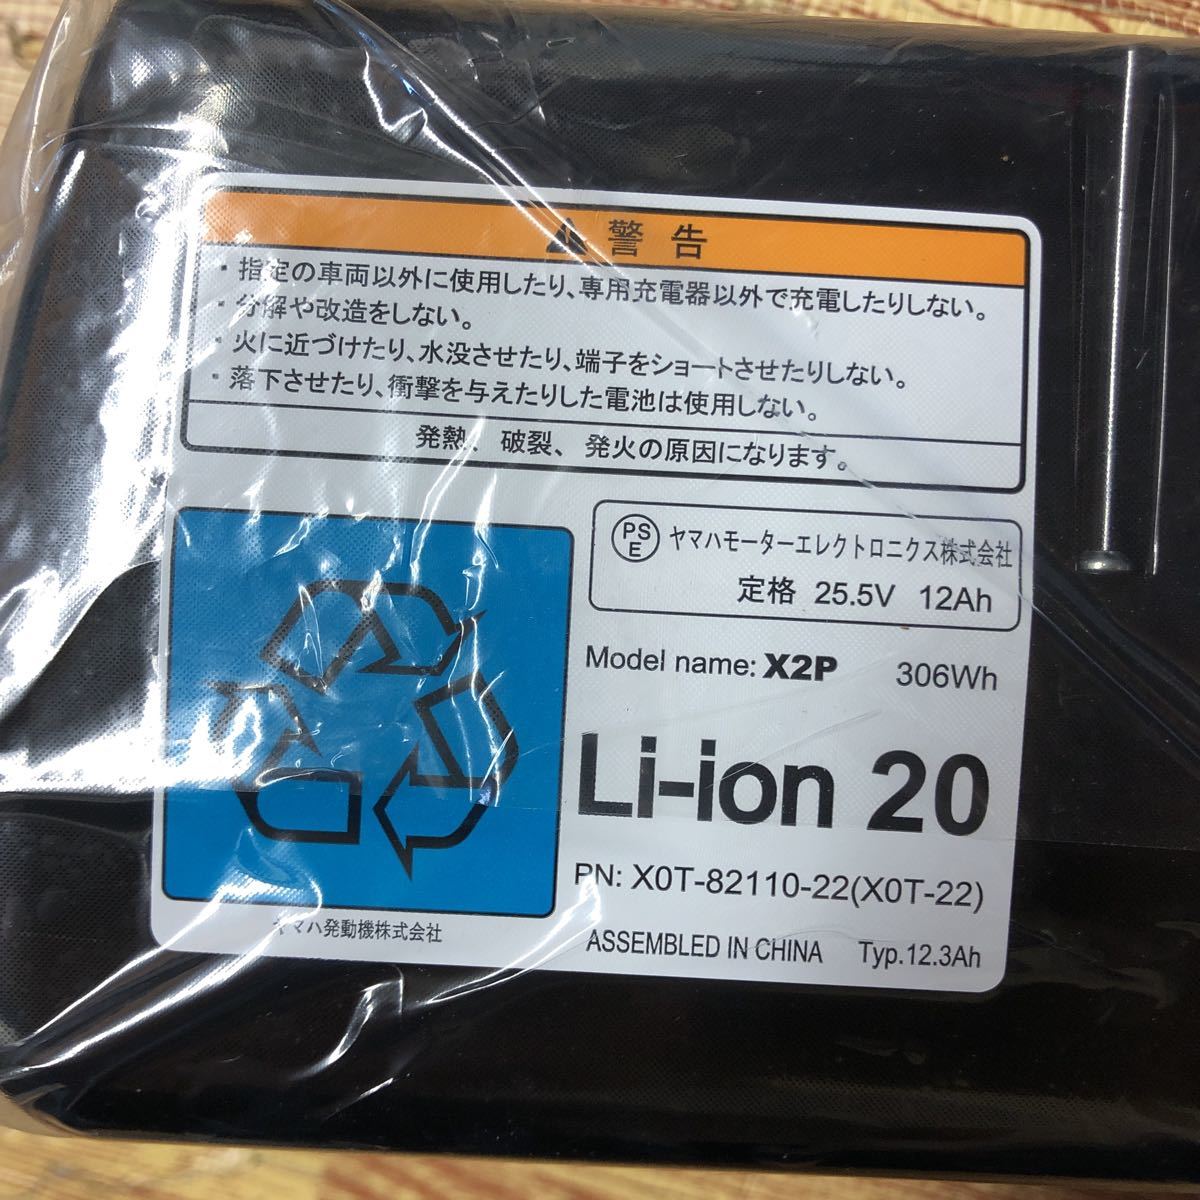 警告
・指定の車両以外に使用したり、専用充電器以外で充電したりしない。
・分解や改造をしない。
・火に近づけたり、水没させたり、端子をショートさせたりしない。
・落下させたり、衝撃を与えたりした電池は使用しない。
発熱、破裂、発火の原因になります。
PS
E
ヤマハモーターエレクトロニクス株式会社
定格 25.5V 12Ah
Model name: X2P 306Wh
Li-ion 20
PN: X0T-82110-22(X0T-22)
ヤマハ発動機株式会社
ASSEMBLED IN CHINA Typ.12.3Ah